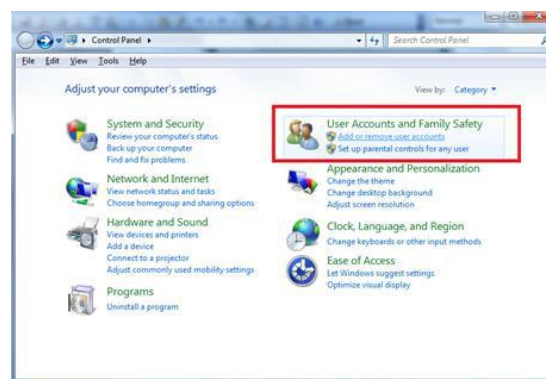 Control Panel
Search Control Panel
File Edit View Tools Help
Adjust your computer's settings
View by: Category
System and Security
Review your computer's status
Back up your computer
Find and fix problems
Network and Internet
View network status and tasks
Choose homegroup and sharing options
Hardware and Sound
View devices and printers
Add a device
Connect to a projector
Adjust commonly used mobility settings
Programs
Uninstall a program
User Accounts and Family Safety
Add or remove user accounts
Set up parental controls for any user
Appearance and Personalization
Change the theme
Change desktop background
Adjust screen resolution
Clock, Language, and Region
Change keyboards or other input methods
Ease of Access
Let Windows suggest settings
Optimize visual display